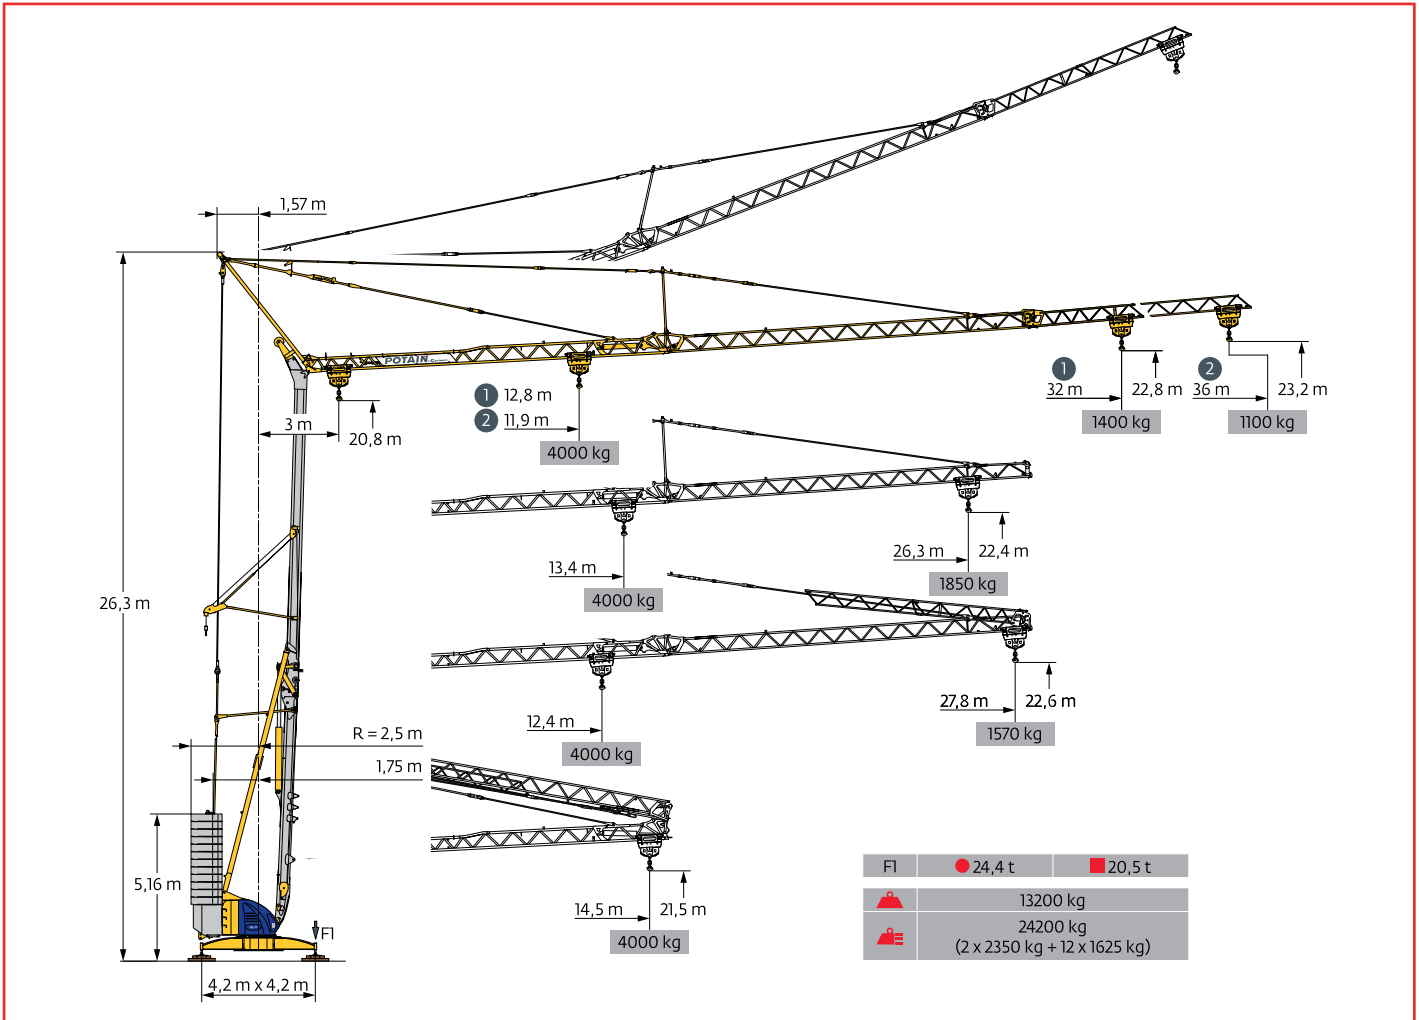 1,57 m
POTAIN
1 12,8 m
2 11,9 m
4000 kg
3 m
20,8 m
1
32 m
22,8 m
1400 kg
2
36 m
23,2 m
1100 kg
13,4 m
4000 kg
26,3 m
22,4 m
1850 kg
26,3 m
12,4 m
4000 kg
27,8 m
22,6 m
1570 kg
R = 2,5 m
1,75 m
5,16 m
14,5 m
21,5 m
4000 kg
F1
4,2 m x 4,2 m
F1 24,4 t 20,5 t
13200 kg
24200 kg
(2 x 2350 kg + 12 x 1625 kg)